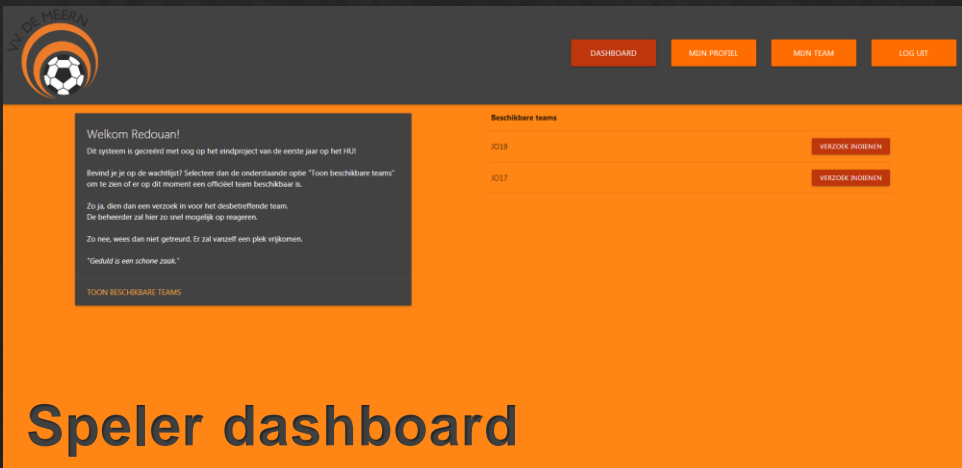 V.V. DE MEERN
DASHBOARD
MIJN PROFIEL
MIJN TEAM
LOG UIT
Welkom Redouan!
Dit systeem is gecreërd met oog op het eindproject van de eerste jaar op het HU!
Bevind je je op de wachtlijst? Selecteer dan de onderstaande optie "Toon beschikbare teams"
om te zien of er op dit moment een officiëel team beschikbaar is.
Zo ja, dien dan een verzoek in voor het desbetreffende team.
De beheerder zal hier zo snel mogelijk op reageren.
Zo nee, wees dan niet getreurd. Er zal vanzelf een plek vrijkomen.
"Geduld is een schone zaak."
TOON BESCHIKBARE TEAMS
Beschikbare teams
JO19
VERZOEK INDIENEN
JO17
VERZOEK INDIENEN
Speler dashboard